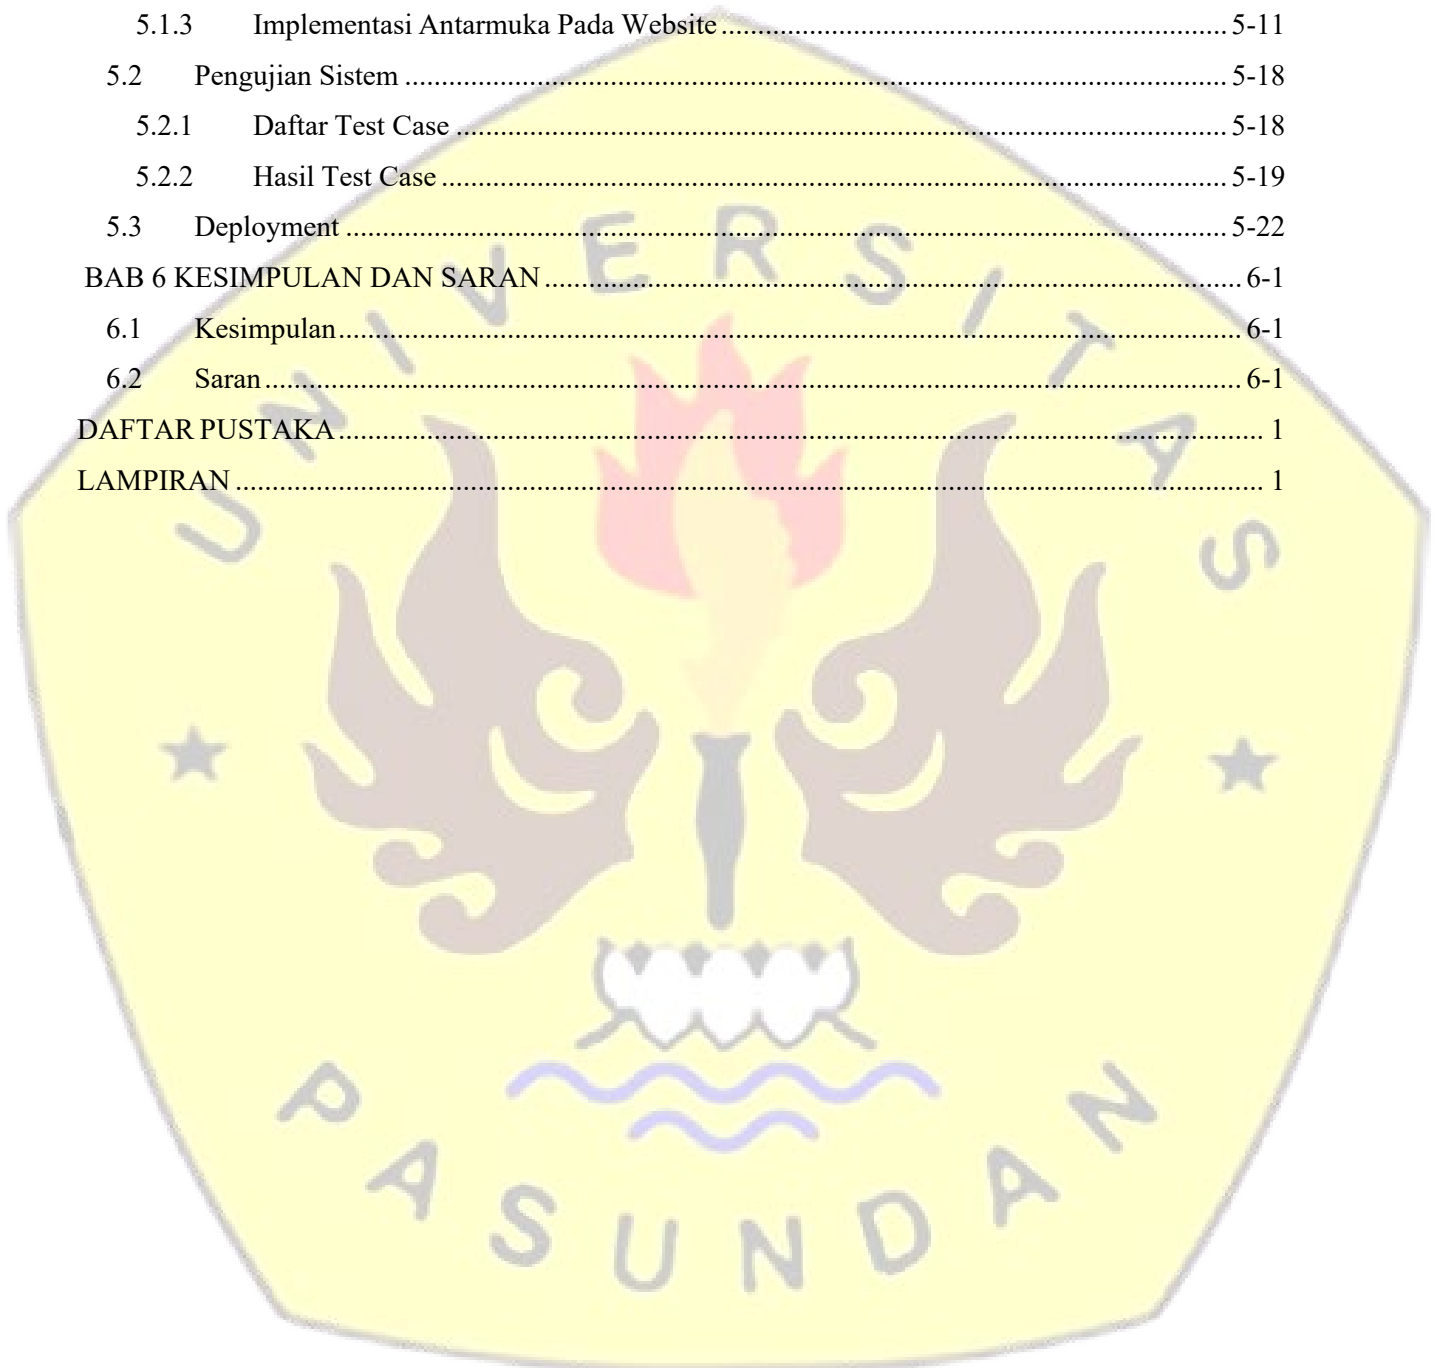 5.1.3 Implementasi Antarmuka Pada Website ........ 5-11
5.2 Pengujian Sistem ........ 5-18
5.2.1 Daftar Test Case ........ 5-18
5.2.2 Hasil Test Case ........ 5-19
5.3 Deployment ........ 5-22
BAB 6 KESIMPULAN DAN SARAN ........ 6-1
6.1 Kesimpulan ........ 6-1
6.2 Saran ........ 6-1
DAFTAR PUSTAKA ........ 1
LAMPIRAN ........ 1
UNIVERSITAS
PASUNDAN